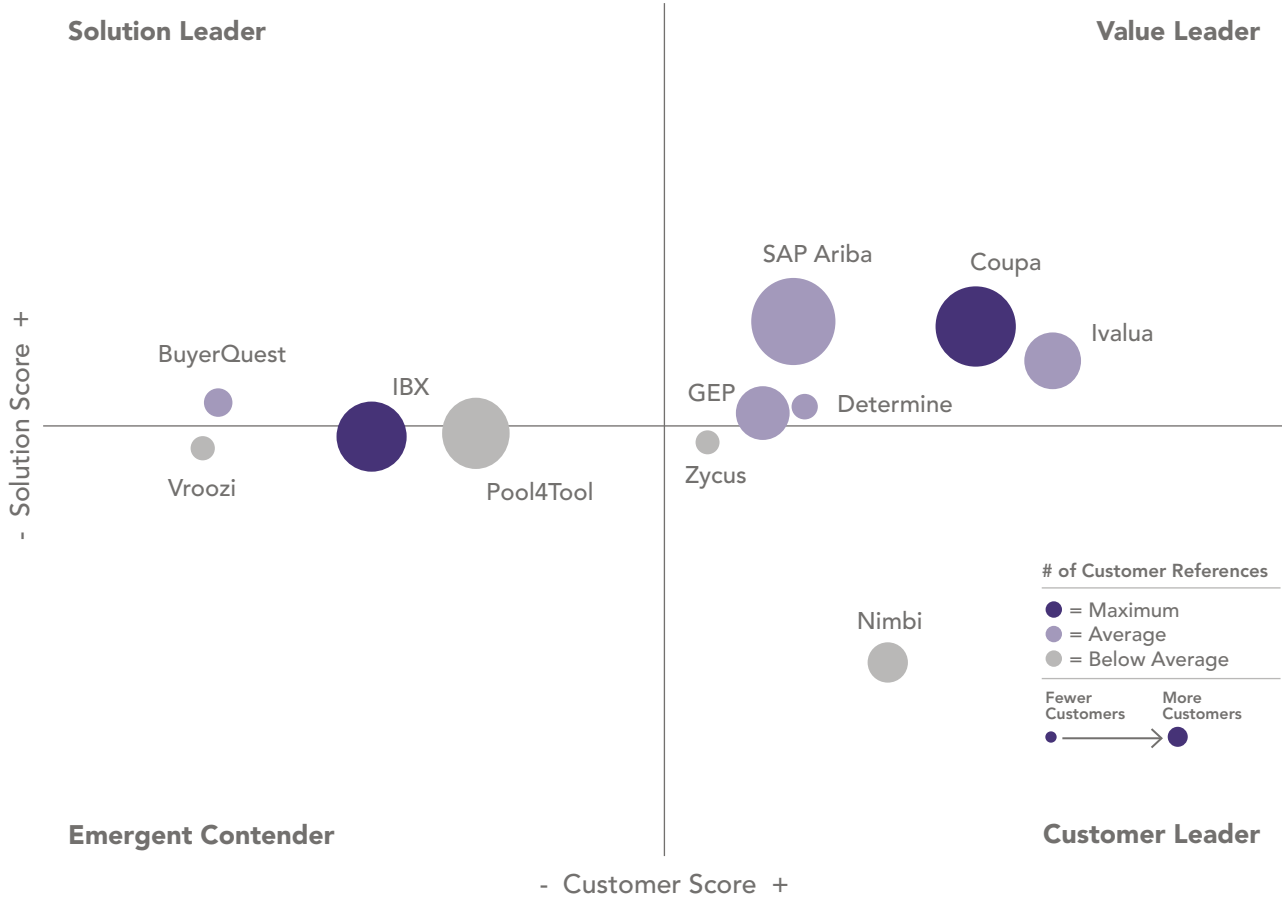 Solution Leader
Value Leader
SAP Ariba
Coupa
Ivalua
- Solution Score +
BuyerQuest
IBX
GEP
Determine
Vroozi
Pool4Tool
Zycus
Nimbi
# of Customer References
= Maximum
= Average
= Below Average
Fewer
Customers
More
Customers
Emergent Contender
Customer Leader
- Customer Score +